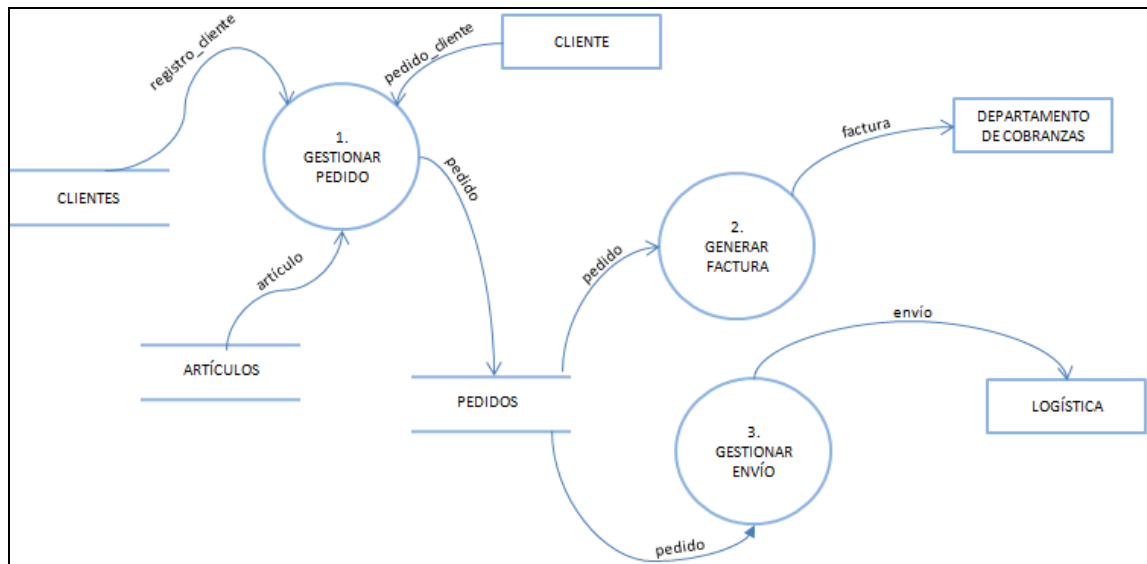 registro_cliente
pedido_cliente
CLIENTE
1.
GESTIONAR
PEDIDO
factura
DEPARTAMENTO
DE COBRANZAS
CLIENTES
pedido
2.
GENERAR
FACTURA
pedido
artículo
envío
ARTÍCULOS
PEDIDOS
3.
GESTIONAR
ENVÍO
LOGÍSTICA
pedido